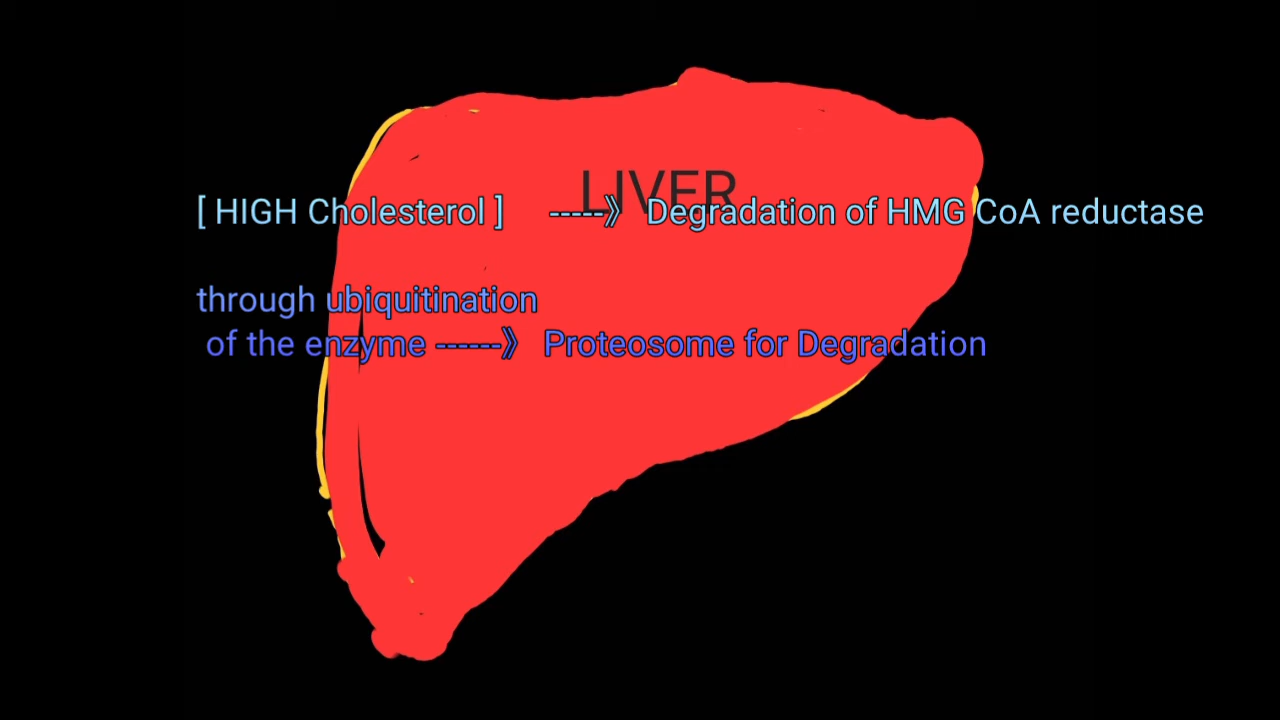 LIVER
[ HIGH Cholesterol ] -----》 Degradation of HMG CoA reductase
through ubiquitination
of the enzyme ------》 Proteosome for Degradation